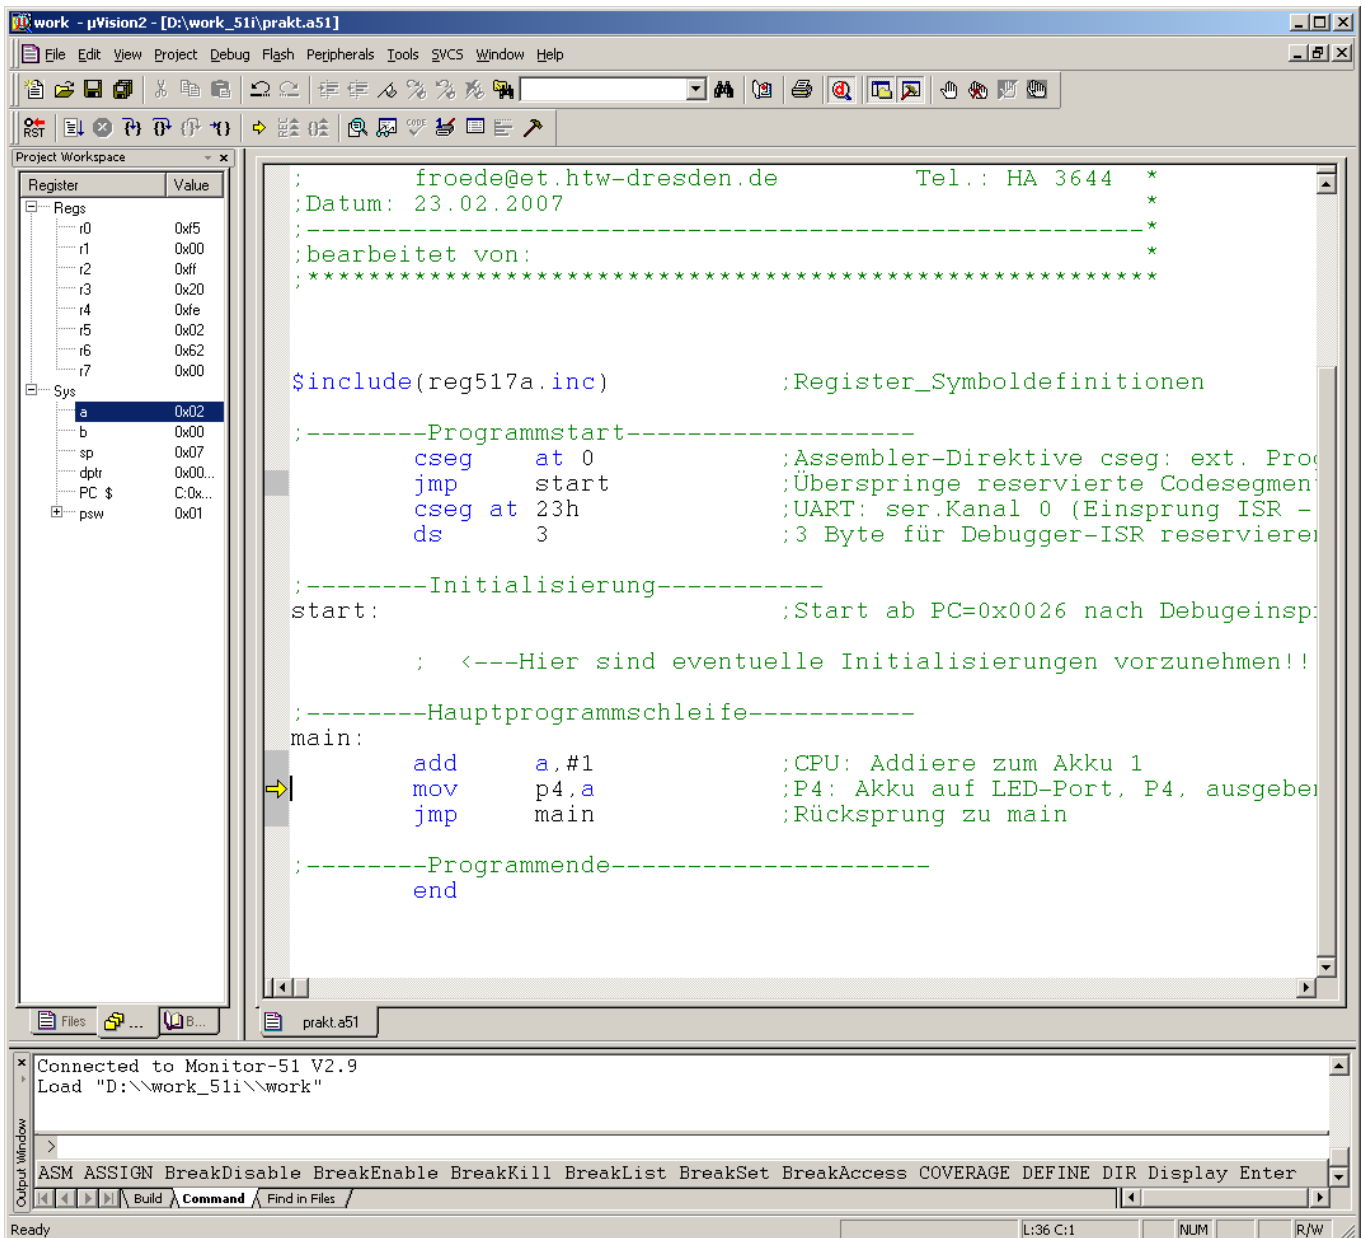 work - µVision2 - [D:\work_51i\prakt.a51]
File Edit View Project Debug Flash Peripherals Tools SVCS Window Help
RST
Project Workspace
Register Value
Regs
r0 0xf5
r1 0x00
r2 0xff
r3 0x20
r4 0xfe
r5 0x02
r6 0x62
r7 0x00
Sys
a 0x02
b 0x00
sp 0x07
dptr 0x00...
PC $ C:0x...
psw 0x01
Files ... B...
; froede@et.htw-dresden.de Tel.: HA 3644 *
;Datum: 23.02.2007 *
;-------------------------------------------------------*
;bearbeitet von: *
;********************************************************
$include(reg517a.inc) ;Register_Symboldefinitionen
;--------Programmstart-------------------
cseg at 0 ;Assembler-Direktive cseg: ext. Prog
jmp start ;Überspringe reservierte Codesegmen
cseg at 23h ;UART: ser.Kanal 0 (Einsprung ISR -
ds 3 ;3 Byte für Debugger-ISR reservieren
;--------Initialisierung-----------
start: ;Start ab PC=0x0026 nach Debugeinsp
; <---Hier sind eventuelle Initialisierungen vorzunehmen!!
;--------Hauptprogrammschleife-----------
main:
add a,#1 ;CPU: Addiere zum Akku 1
mov p4,a ;P4: Akku auf LED-Port, P4, ausgeben
jmp main ;Rücksprung zu main
;--------Programmende---------------------
end
prakt.a51
Connected to Monitor-51 V2.9
Load "D:\\work_51i\\work"
>
ASM ASSIGN BreakDisable BreakEnable BreakKill BreakList BreakSet BreakAccess COVERAGE DEFINE DIR Display Enter
Output Window
Build Command Find in Files
Ready L:36 C:1 NUM R/W